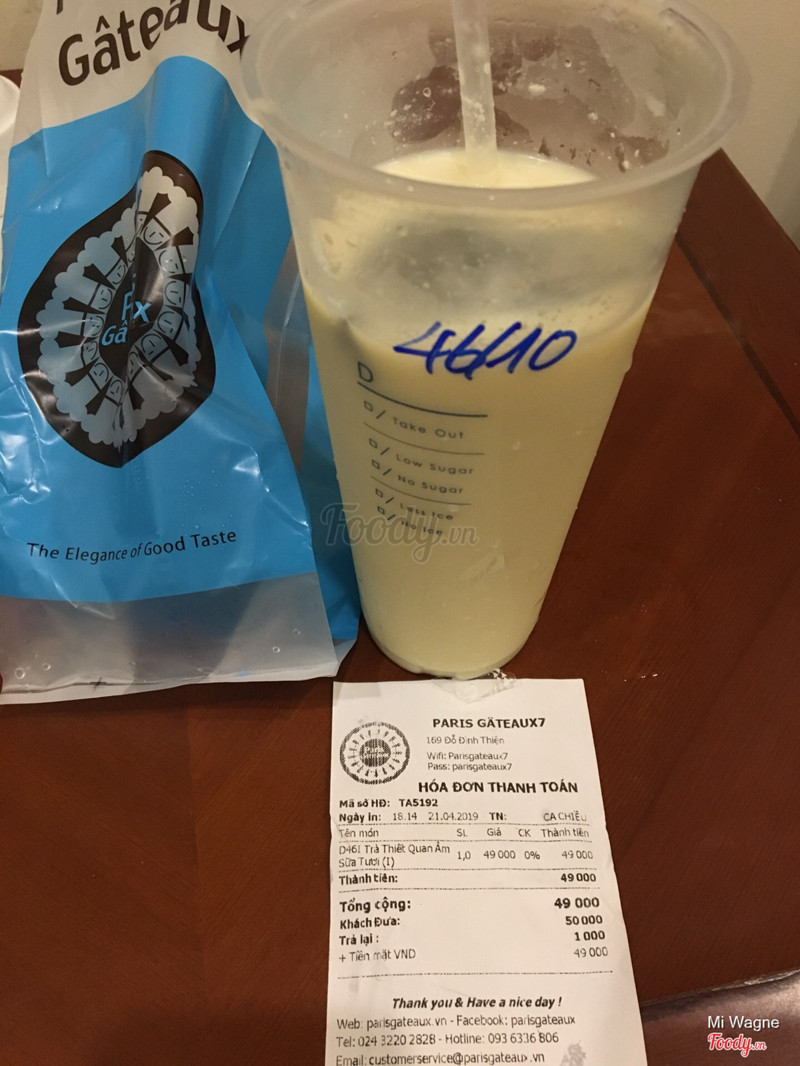 Gâteaux
The Elegance of Good Taste
46/10
D
Take Out
Low Sugar
No Sugar
Less Ice
No Ice
Foody.vn
PARIS GÂTEAUX7
169 Đỗ Đình Thiện
Wifi: Parisgateaux7
Pass: parisgateaux7
HÓA ĐƠN THANH TOÁN
Mã số HĐ: TA5192
Ngày in: 18.14 21.04.2019 TN: CA CHIỀU
Tên món SL Giá CK Thành tiền
D46I Trà Thiết Quan Âm
Sữa Tươi (I) 1,0 49 000 0% 49 000
Thành tiền: 49 000
Tổng cộng: 49 000
Khách Đưa: 50 000
Trả lại : 1 000
+ Tiền mặt VND 49 000
Thank you & Have a nice day !
Web: parisgateaux.vn - Facebook: parisgateaux
Tel: 024 3220 2828 - Hotline: 093 6336 806
Email: customerservice@parisgateaux.vn
Mi Wagne
Foody.vn